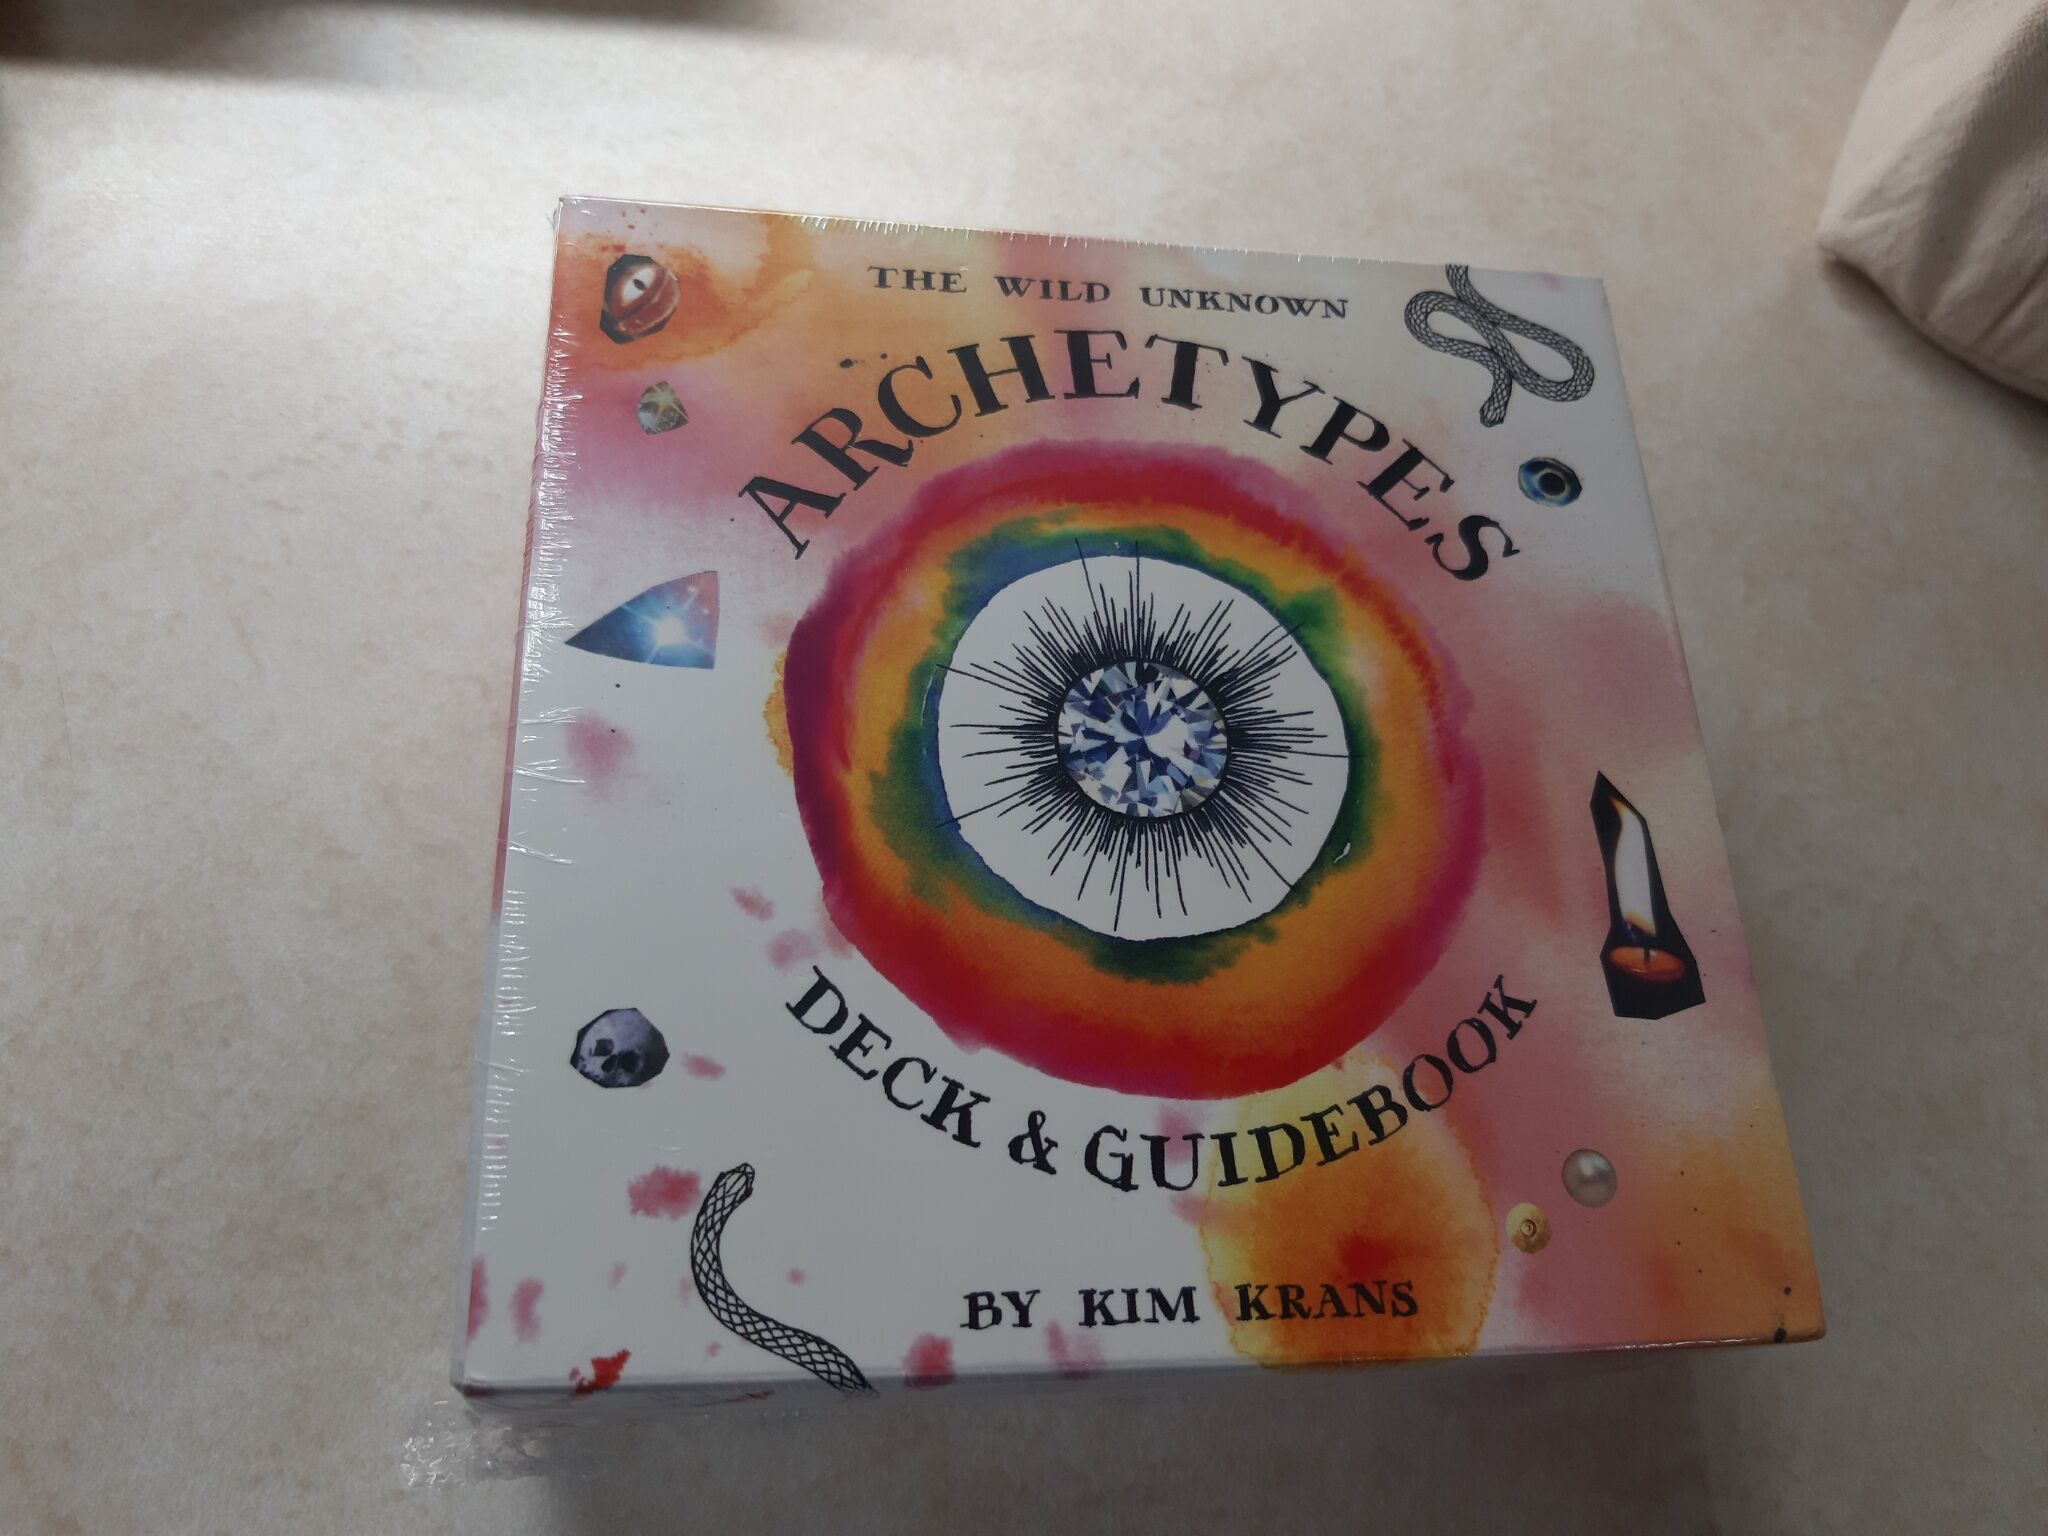 THE WILD UNKNOWN
ARCHETYPES
DECK & GUIDEBOOK
BY KIM KRANS